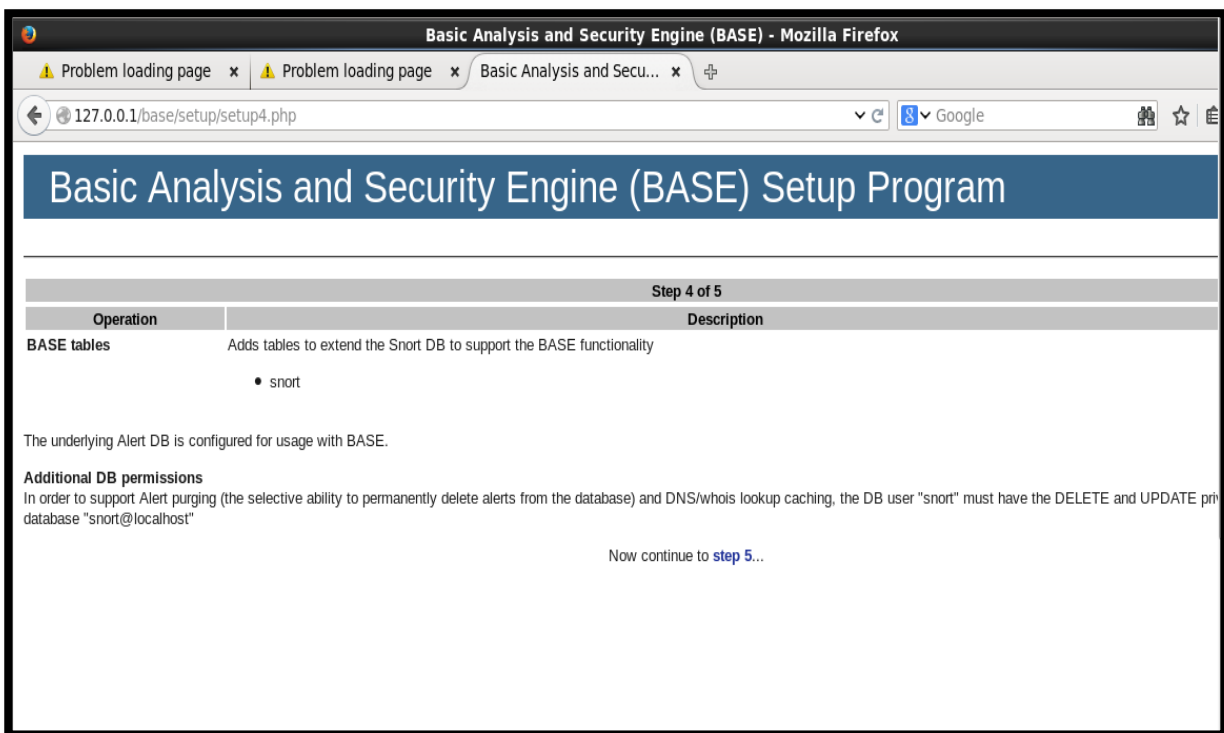 Basic Analysis and Security Engine (BASE) - Mozilla Firefox
Problem loading page
Problem loading page
Basic Analysis and Secu...
127.0.0.1/base/setup/setup4.php
Google
Basic Analysis and Security Engine (BASE) Setup Program
Step 4 of 5
Operation Description
BASE tables Adds tables to extend the Snort DB to support the BASE functionality
• snort
The underlying Alert DB is configured for usage with BASE.
Additional DB permissions
In order to support Alert purging (the selective ability to permanently delete alerts from the database) and DNS/whois lookup caching, the DB user "snort" must have the DELETE and UPDATE
database "snort@localhost"
Now continue to step 5...